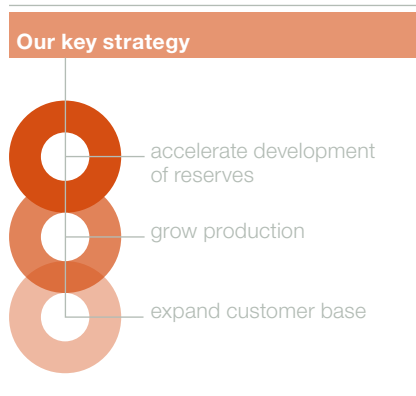 Our key strategy
accelerate development
of reserves
grow production
expand customer base